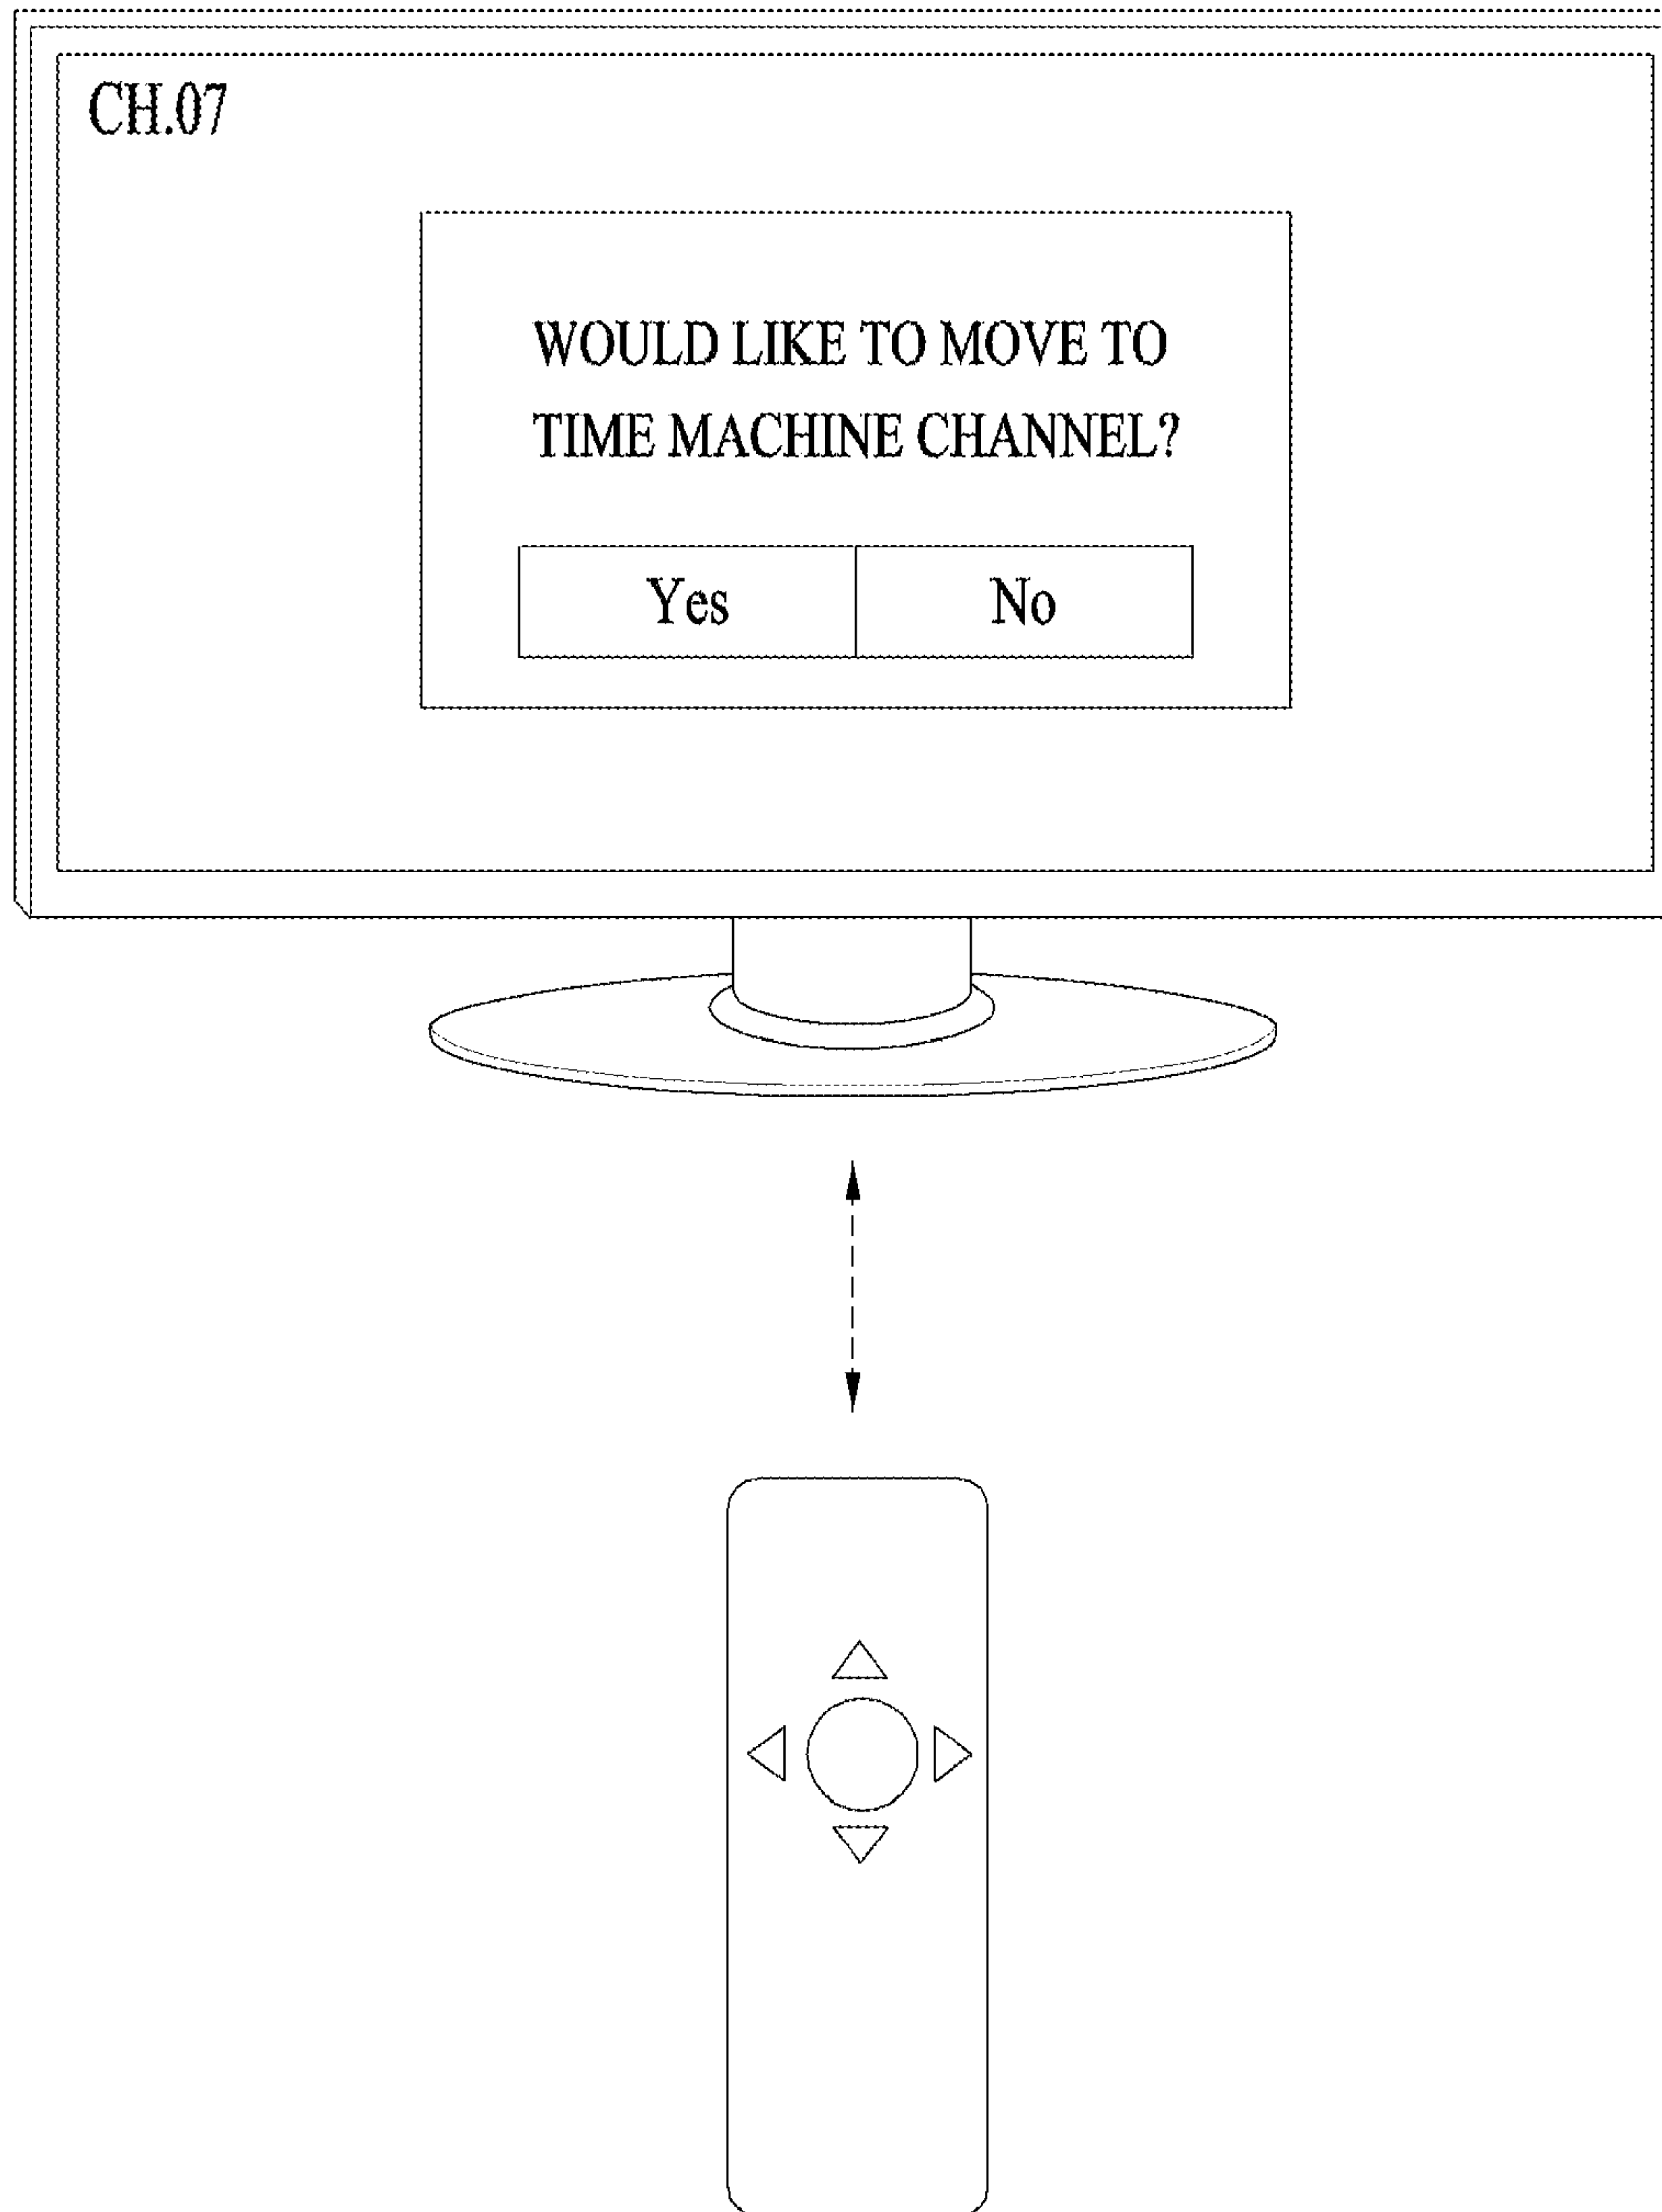 CH.07
WOULD LIKE TO MOVE TO
TIME MACHINE CHANNEL?
Yes No